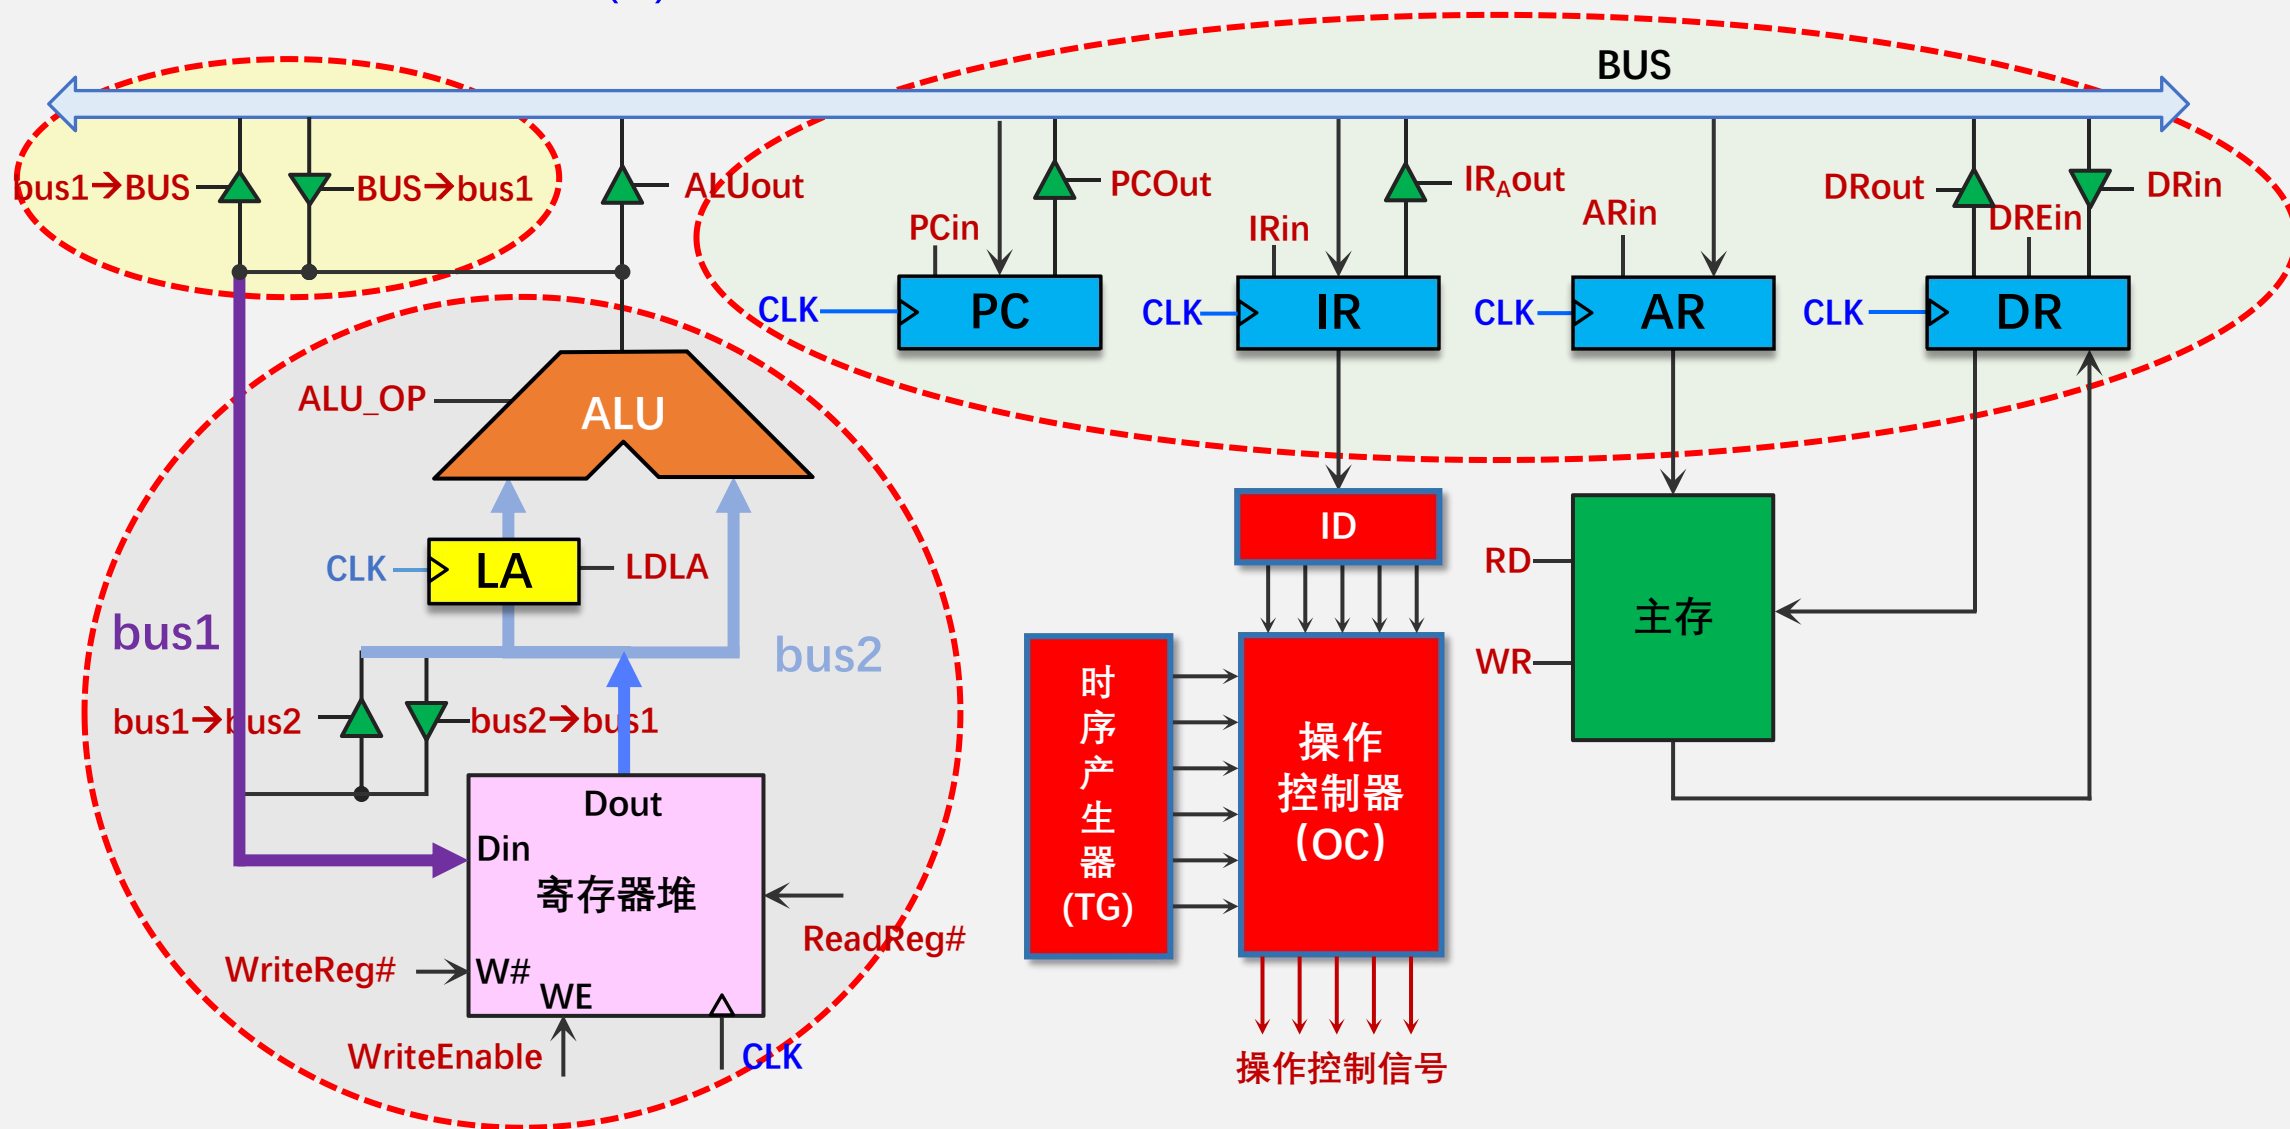 BUS
bus1→BUS
BUS→bus1
ALUout
PCOut
IRAout
DRout
DRin
PCin
IRin
ARin
DREin
CLK
PC
CLK
IR
CLK
AR
CLK
DR
ALU_OP
ALU
ID
CLK
LA
LDLA
RD
主存
WR
bus1
bus2
bus1→bus2
bus2→bus1
时
序
产
生
器
(TG)
操作
控制器
(OC)
Dout
Din
寄存器堆
ReadReg#
WriteReg#
W#
WE
WriteEnable
CLK
操作控制信号